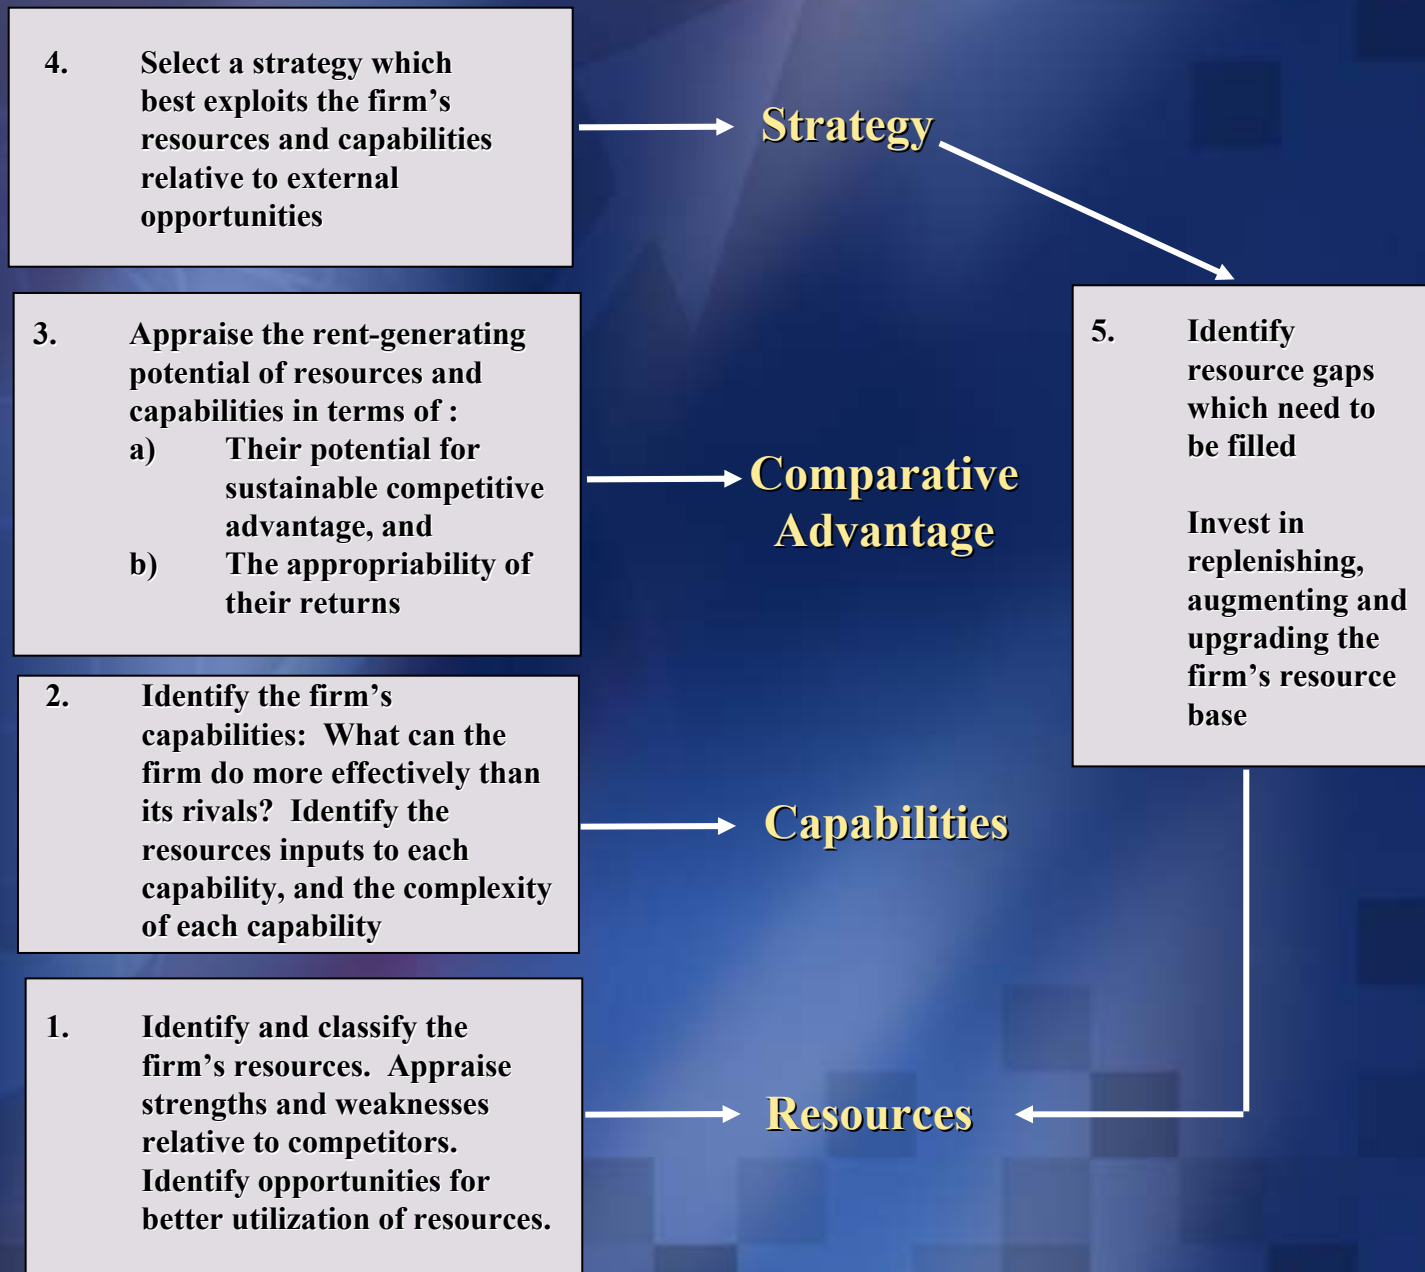 4. Select a strategy which
best exploits the firm’s
resources and capabilities
relative to external
opportunities
Strategy
3. Appraise the rent-generating
potential of resources and
capabilities in terms of :
a) Their potential for
sustainable competitive
advantage, and
b) The appropriability of
their returns
Comparative
Advantage
5. Identify
resource gaps
which need to
be filled
Invest in
replenishing,
augmenting and
upgrading the
firm’s resource
base
2. Identify the firm’s
capabilities: What can the
firm do more effectively than
its rivals? Identify the
resources inputs to each
capability, and the complexity
of each capability
Capabilities
1. Identify and classify the
firm’s resources. Appraise
strengths and weaknesses
relative to competitors.
Identify opportunities for
better utilization of resources.
Resources